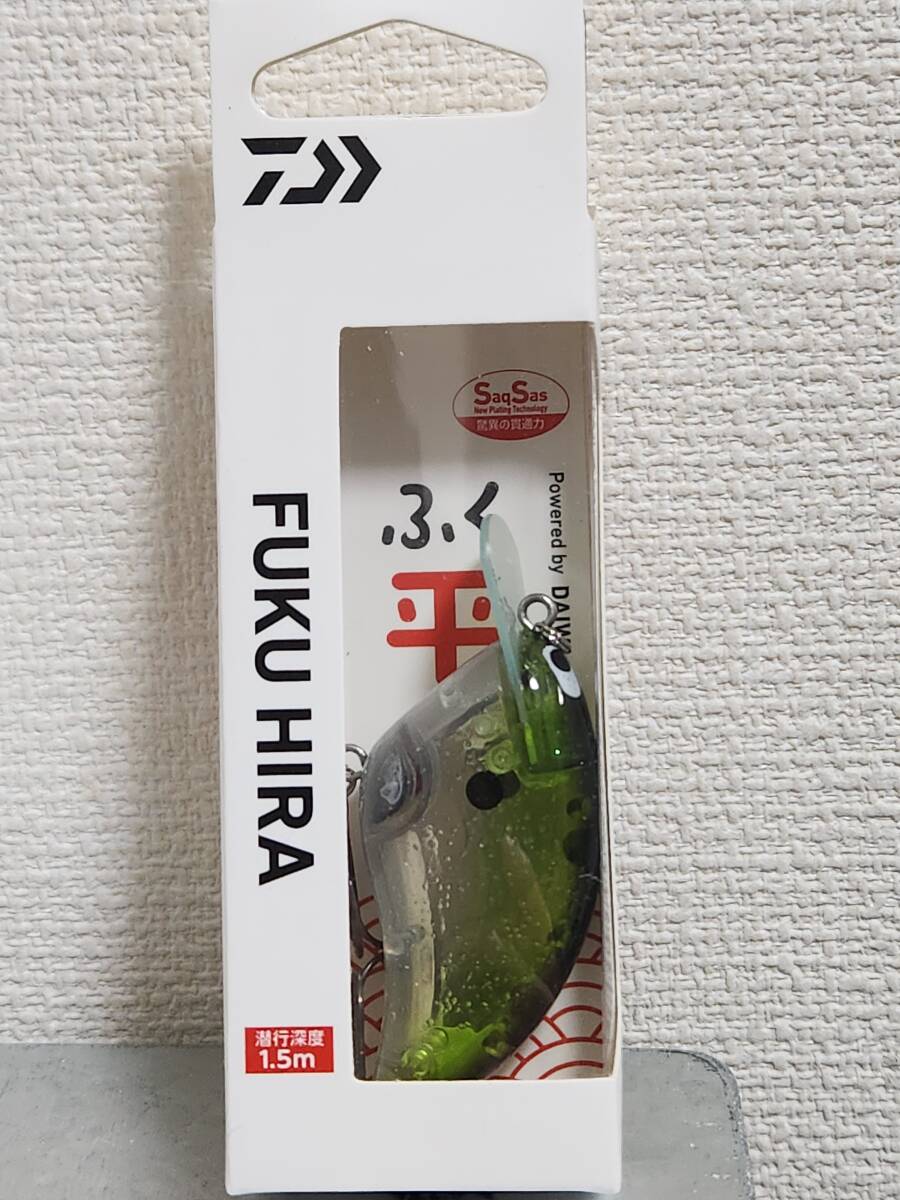 SaqSas
New Plating Technology
驚異の貫通力
ふく
平
Powered by DAIW
FUKU HIRA
潜行深度
1.5m